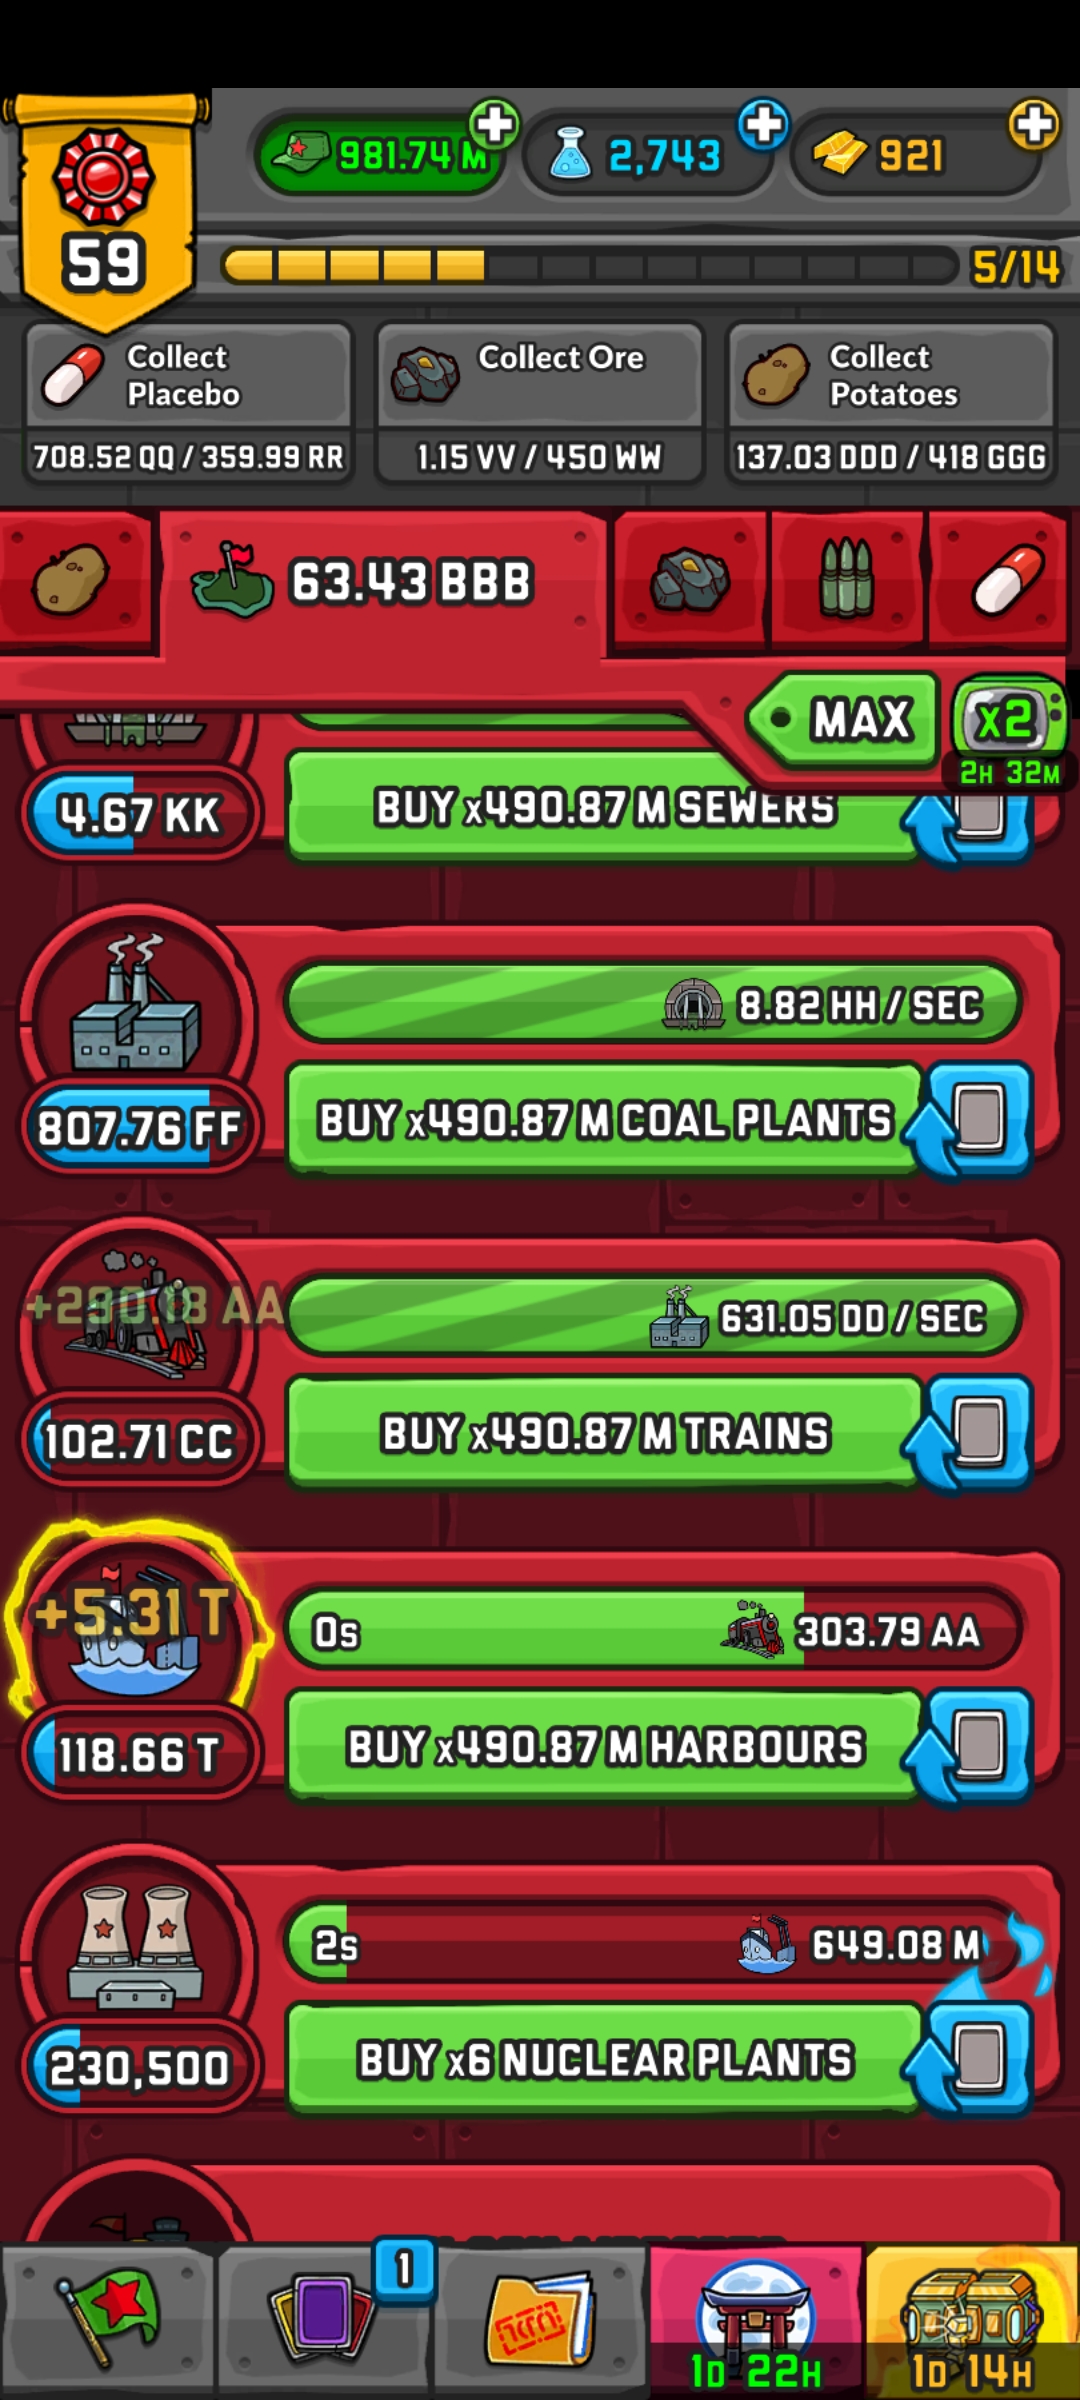 981.74 M
2,743
921
59
5/14
Collect Placebo
708.52 QQ / 359.99 RR
Collect Ore
1.15 VV / 450 WW
Collect Potatoes
137.03 DDD / 418 GGG
63.43 BBB
MAX
x2
2H 32M
4.67 KK
BUY x490.87 M SEWERS
8.82 HH / SEC
807.76 FF
BUY x490.87 M COAL PLANTS
631.05 DD / SEC
102.71 CC
BUY x490.87 M TRAINS
+5.31 T
0s
303.79 AA
118.66 T
BUY x490.87 M HARBOURS
2s
649.08 M
230,500
BUY x6 NUCLEAR PLANTS
1
1D 22H
1D 14H